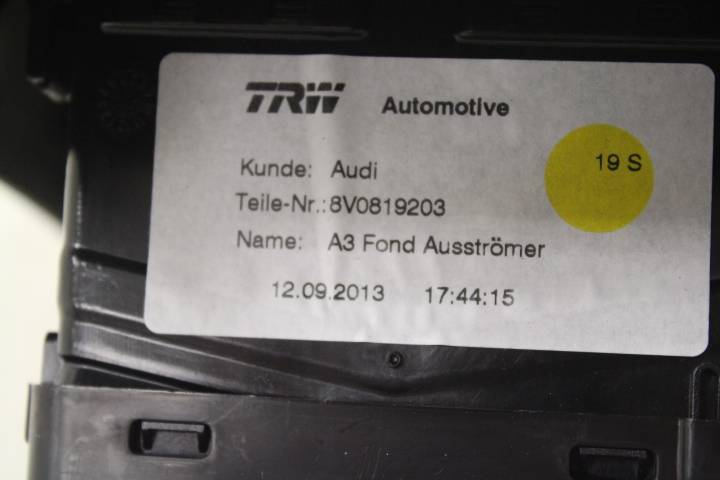 TRW Automotive
19 S
Kunde: Audi
Teile-Nr.:8V0819203
Name: A3 Fond Ausströmer
12.09.2013 17:44:15